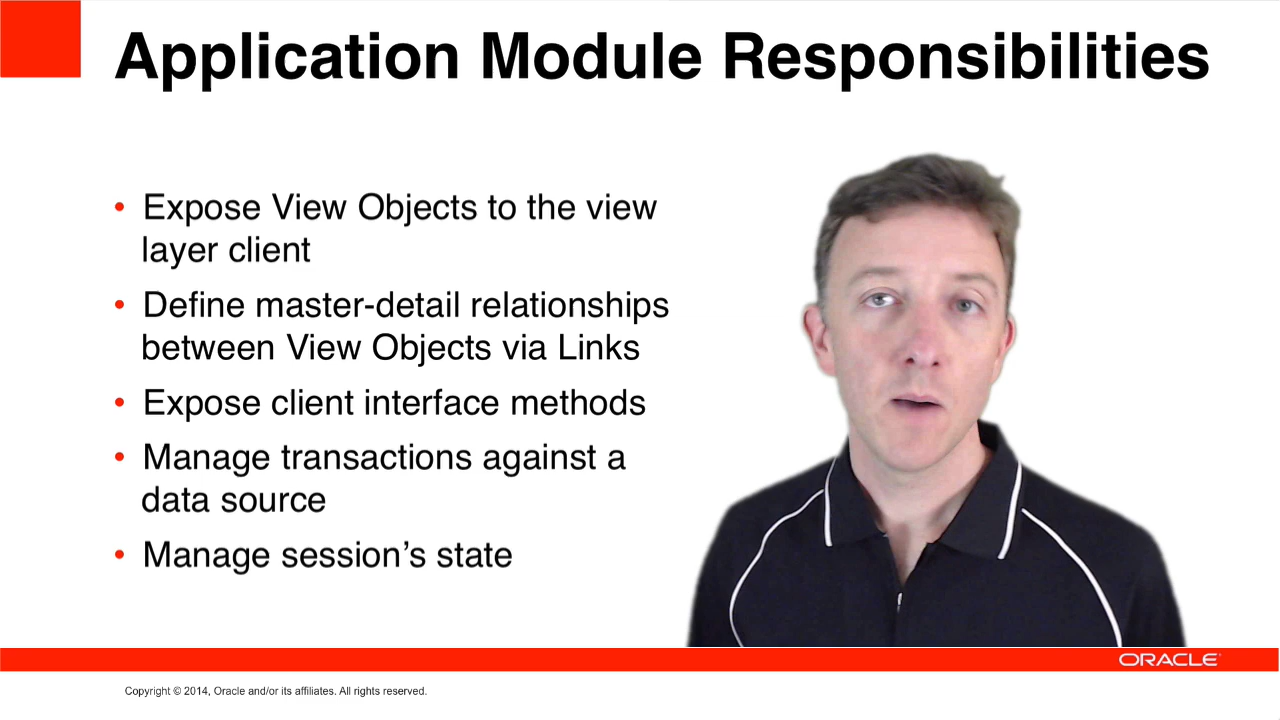 Application Module Responsibilities
• Expose View Objects to the view
layer client
• Define master-detail relationships
between View Objects via Links
• Expose client interface methods
• Manage transactions against a
data source
• Manage session’s state
ORACLE
Copyright © 2014, Oracle and/or its affiliates. All rights reserved.